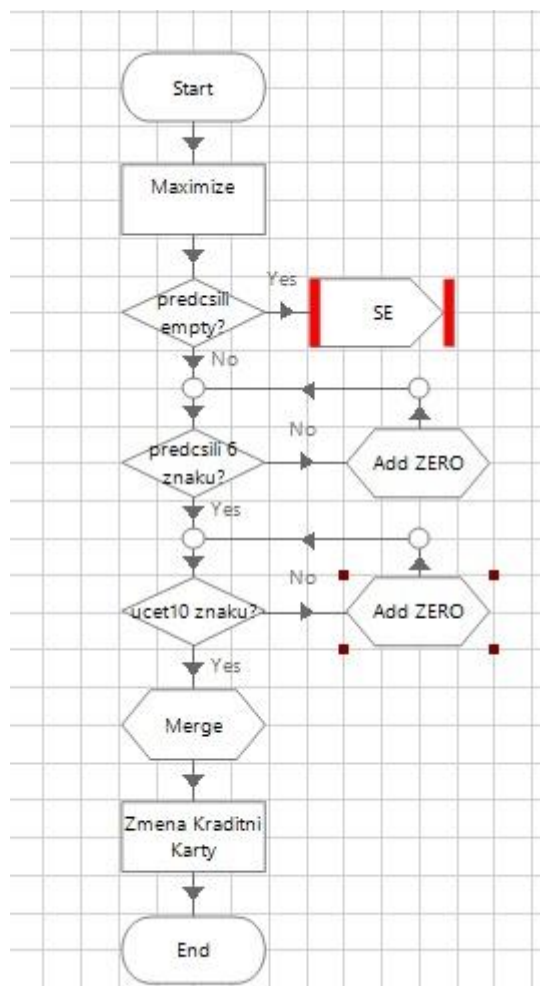 Start
Maximize
Yes
predcsill
empty?
SE
No
No
predcsili 6
znaku?
Add ZERO
Yes
No
ucet10 znaku?
Add ZERO
Yes
Merge
Zmena Kraditni
Karty
End